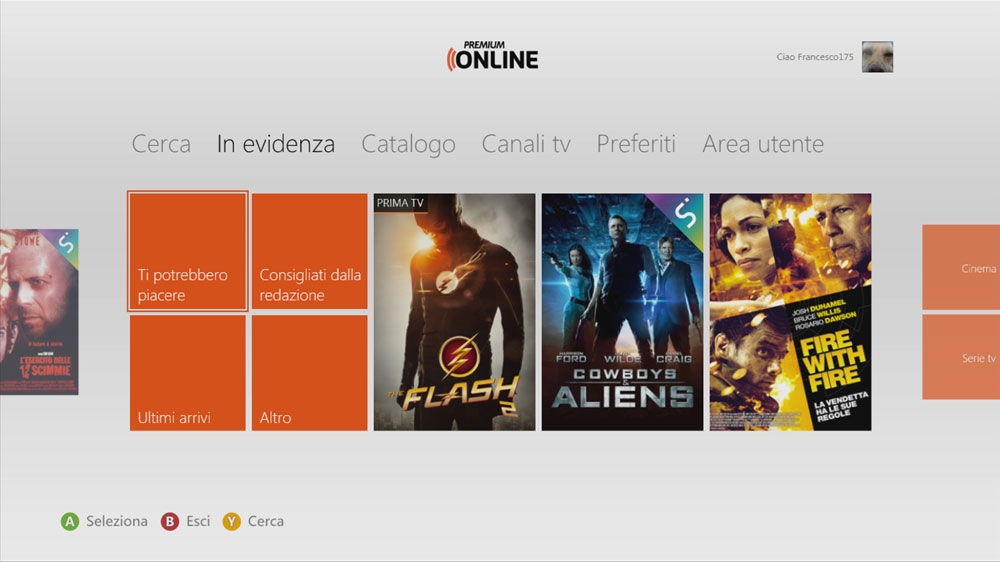 PREMIUM
ONLINE
Ciao Francesco175
Cerca In evidenza Catalogo Canali tv Preferiti Area utente
Ti potrebbero
piacere
Consigliati dalla
redazione
Ultimi arrivi
Altro
PRIMA TV
THE
FLASH
2
HARRISON
FORD
WILDE
CRAIG
COWBOYS
&
ALIENS
JOSH DUHAMEL
BRUCE WILLIS
ROSARIO DAWSON
FIRE
WITH
FIRE
LA VENDETTA
HA LE SUE
REGOLE
STOWE
L'ESERCITO DELLE
12 SCIMMIE
Cinema
Serie tv
A Seleziona B Esci Y Cerca